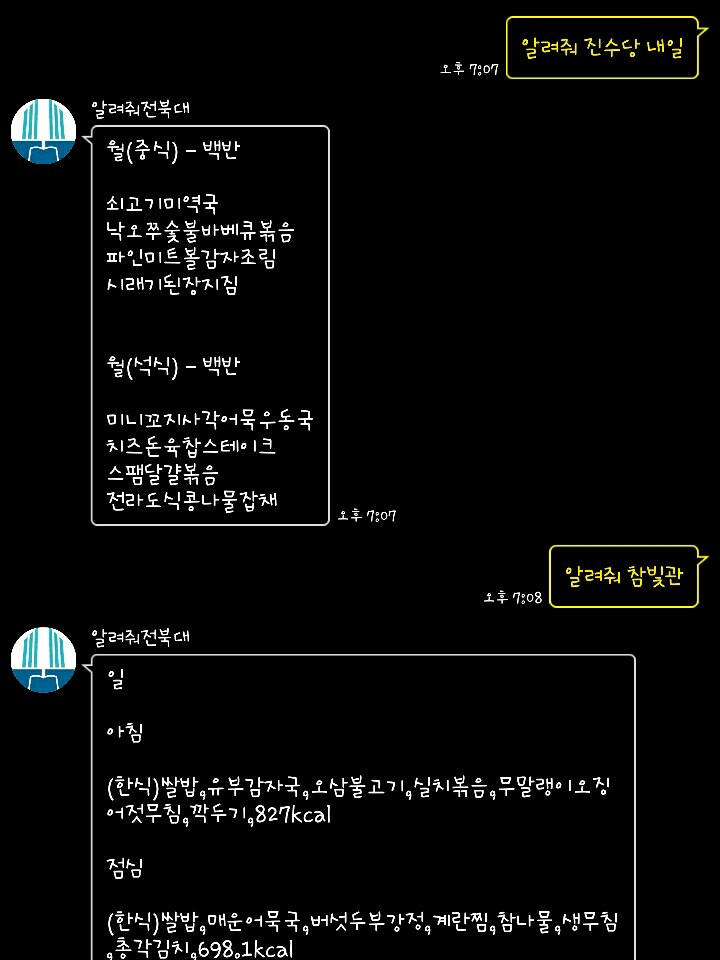 알려줘 진수당 내일
오후 7:07
알려줘전북대
월(중식) - 백반
쇠고기미역국
낙오쭈숯불바베큐볶음
파인미트볼감자조림
시래기된장지짐
월(석식) - 백반
미니꼬지사각어묵우동국
치즈돈육찹스테이크
스팸달걀볶음
전라도식콩나물잡채
오후 7:07
알려줘 참빛관
오후 7:08
알려줘전북대
일
아침
(한식)쌀밥,유부감자국,오삼불고기,실치볶음,무말랭이오징
어젓무침,깍두기,827kcal
점심
(한식)쌀밥,매운어묵국,버섯두부강정,계란찜,참나물,생무침
,총각김치,698.1kcal